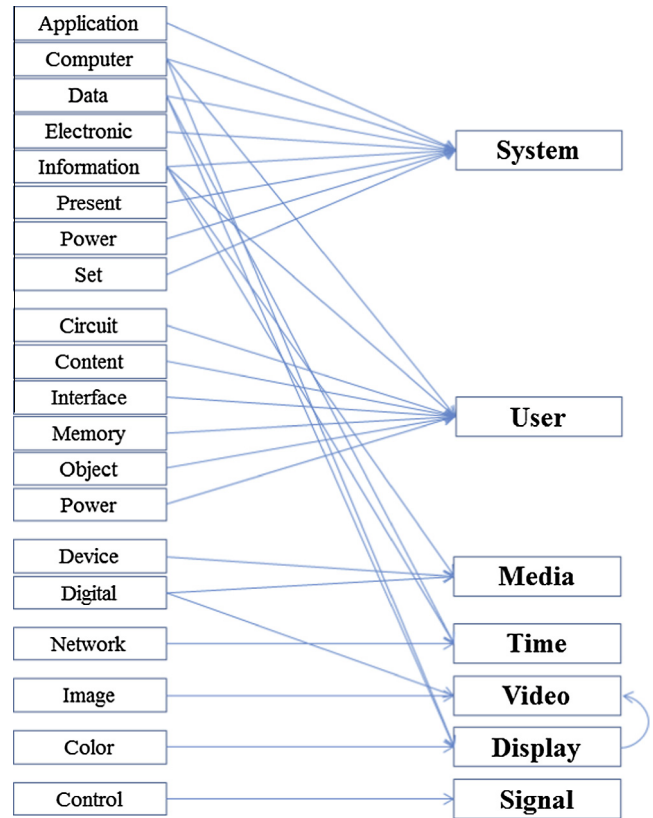 Application
Computer
Data
Electronic
Information
Present
Power
Set
Circuit
Content
Interface
Memory
Object
Power
Device
Digital
Network
Image
Color
Control
System
User
Media
Time
Video
Display
Signal